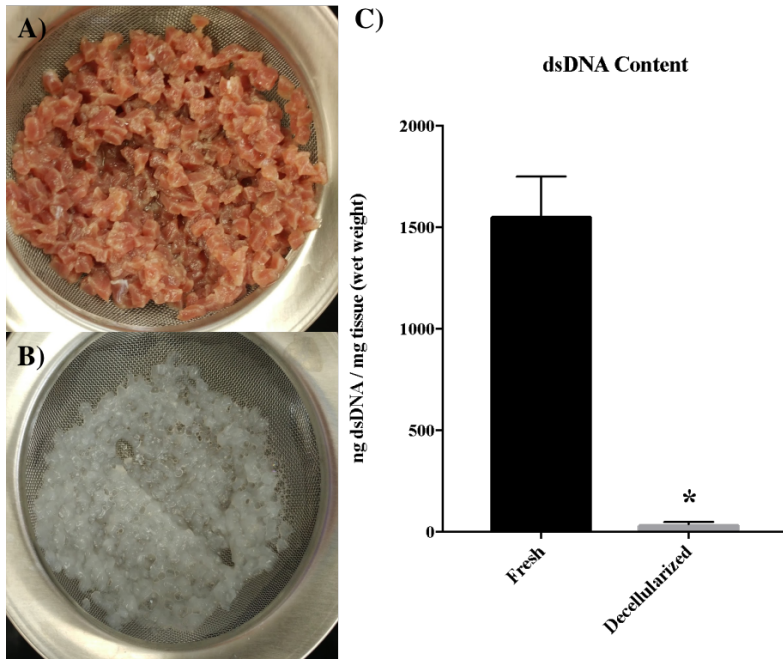 A)
B)
C)
dsDNA Content
ng dsDNA / mg tissue (wet weight)
2000
1500
1000
500
0
*
Fresh
Decellularized